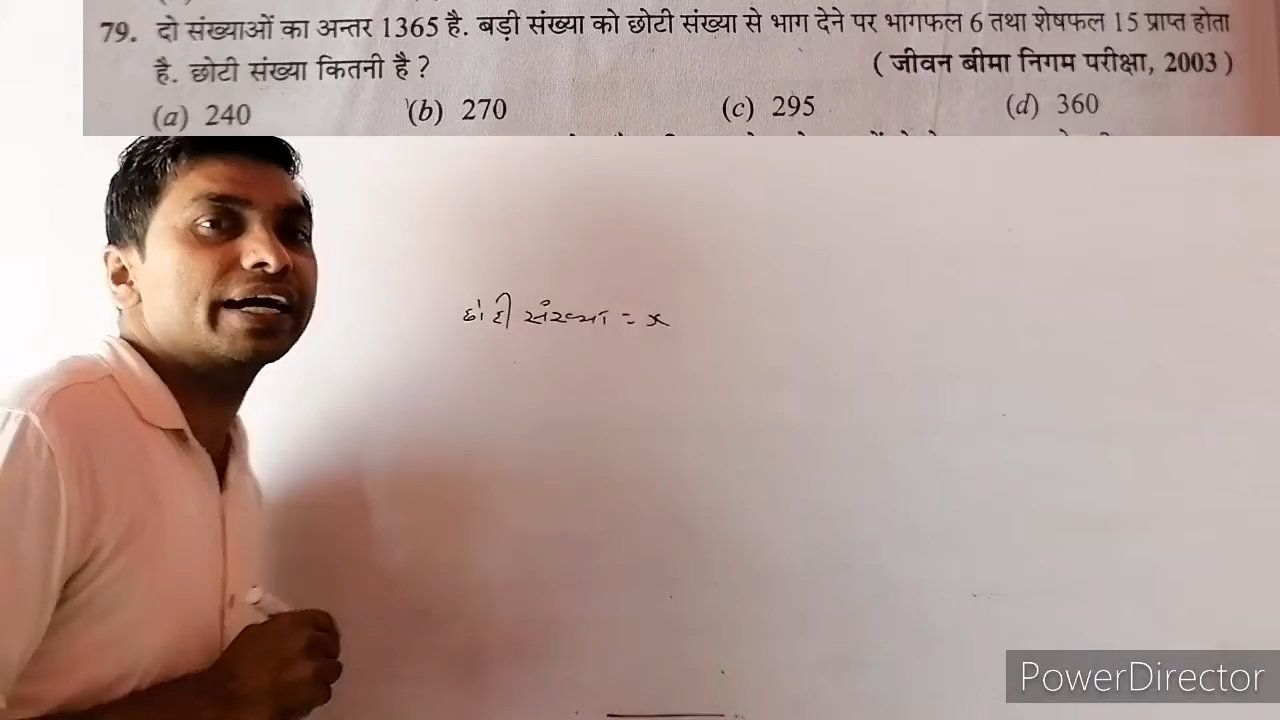 79. दो संख्याओं का अन्तर 1365 है. बड़ी संख्या को छोटी संख्या से भाग देने पर भागफल 6 तथा शेषफल 15 प्राप्त होता
है. छोटी संख्या कितनी है ? ( जीवन बीमा निगम परीक्षा, 2003 )
(a) 240 (b) 270 (c) 295 (d) 360
छोटी संख्या = x
PowerDirector